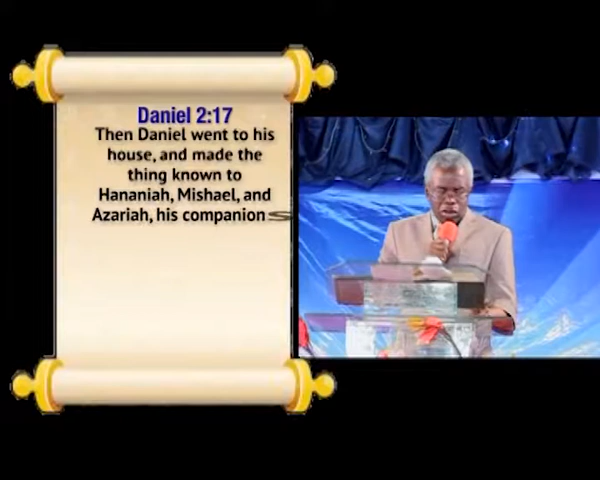 Daniel 2:17
Then Daniel went to his
house, and made the
thing known to
Hananiah, Mishael, and
Azariah, his companions